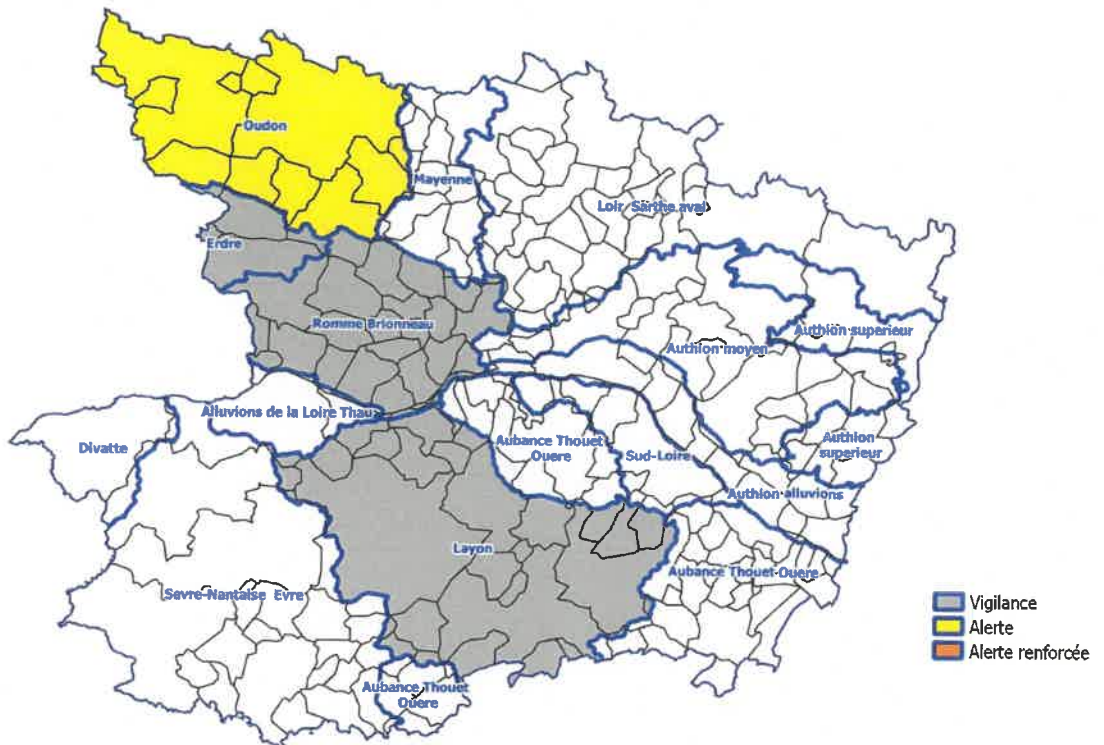 Oudon
Mayenne
Loir Sarthe aval
Erdre
Romme Brionneau
Authion superieur
Authion moyen
Alluvions de la Loire Thau
Divatte
Aubance Thouet
Ouere
Sud-Loire
Authion
superieur
Authion alluvions
Layon
Aubance Thouet Ouere
Sevre-Nantaise Evre
Aubance Thouet
Ouere
Vigilance
Alerte
Alerte renforcée